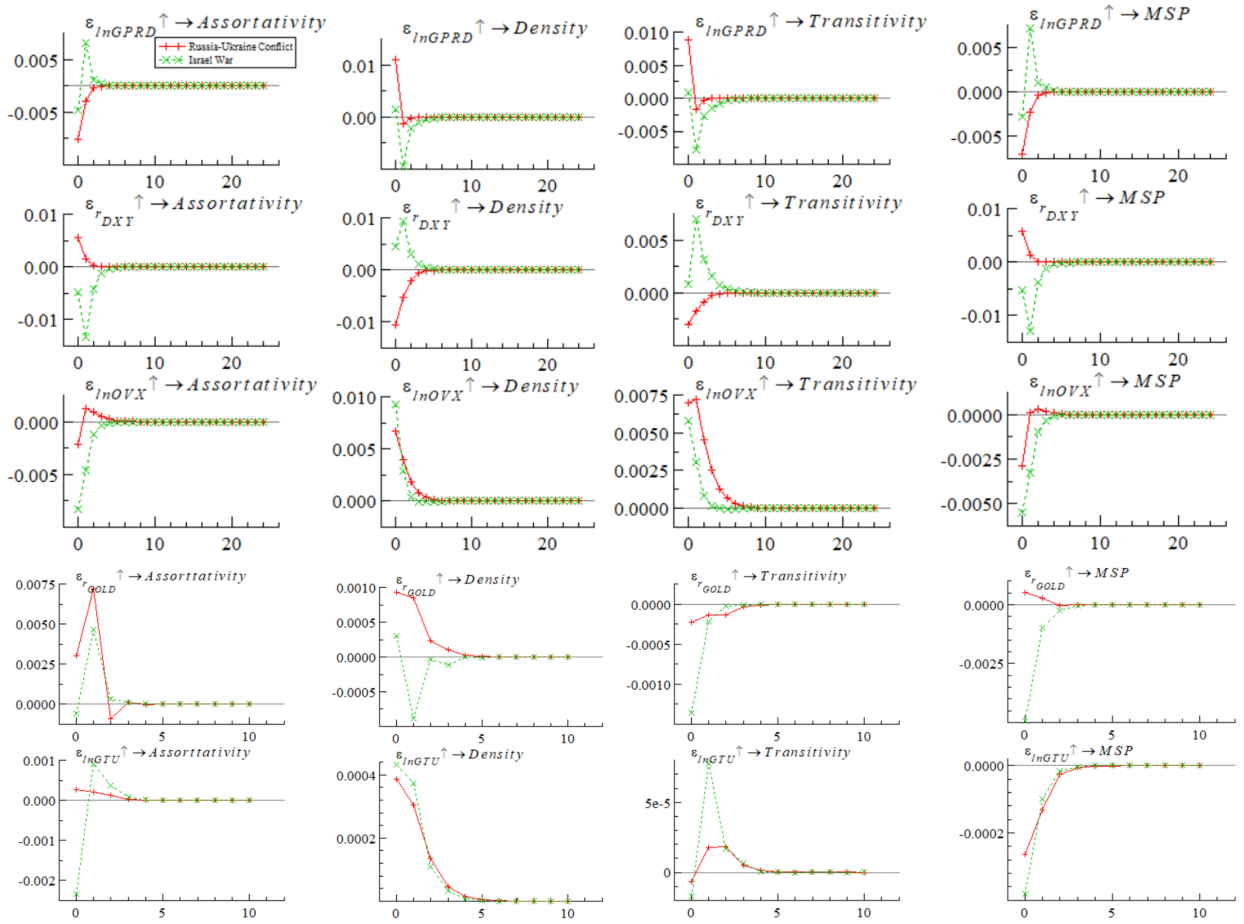 ε lnGPRD ↑ → Assortativity
Russia-Ukraine Conflict
Israel War
0.005
-0.005
0 10 20
ε lnGPRD ↑ → Density
0.01
0.00
0 10 20
ε lnGPRD ↑ → Transitivity
0.010
0.005
0.000
-0.005
0 10 20
ε lnGPRD ↑ → MSP
0.005
0.000
-0.005
0 10 20
ε r DXY ↑ → Assortativity
0.01
0.00
-0.01
0 10 20
ε r DXY ↑ → Density
0.01
0.00
-0.01
0 10 20
ε r DXY ↑ → Transitivity
0.005
0.000
0 10 20
ε r DXY ↑ → MSP
0.01
0.00
-0.01
0 10 20
ε lnOVX ↑ → Assortativity
0.000
-0.005
0 10 20
ε lnOVX ↑ → Density
0.010
0.005
0.000
0 10 20
ε lnOVX ↑ → Transitivity
0.0075
0.0050
0.0025
0.0000
0 10 20
ε lnOVX ↑ → MSP
0.0000
-0.0025
-0.0050
0 10 20
ε r GOLD ↑ → Assorttativity
0.0075
0.0050
0.0025
0.0000
0 5 10
ε r GOLD ↑ → Density
0.0010
0.0005
0.0000
-0.0005
0 5 10
ε r GOLD ↑ → Transitivity
0.0000
-0.0005
-0.0010
0 5 10
ε r GOLD ↑ → MSP
0.0000
-0.0025
0 5 10
ε lnGTU ↑ → Assorttativity
0.001
0.000
-0.001
-0.002
0 5 10
ε lnGTU ↑ → Density
0.0004
0.0002
0 5 10
ε lnGTU ↑ → Transitivity
5e-5
0
0 5 10
ε lnGTU ↑ → MSP
0.0000
-0.0002
0 5 10